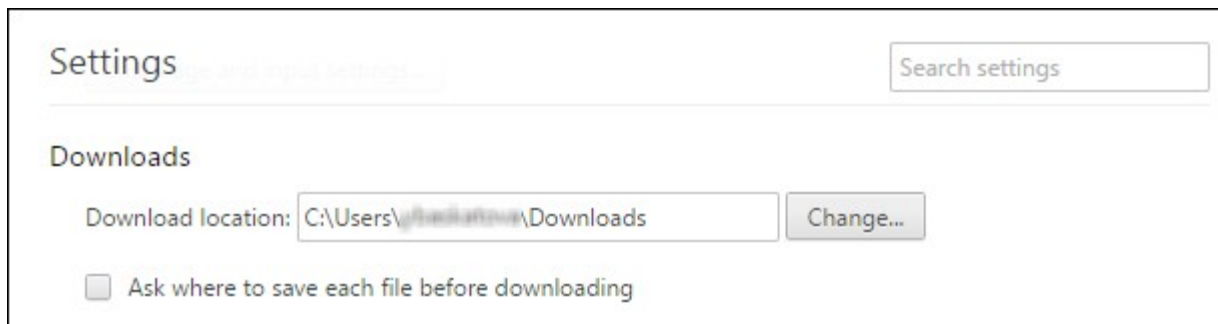 Settings
Search settings
Downloads
Download location: C:\Users\ \Downloads Change...
Ask where to save each file before downloading